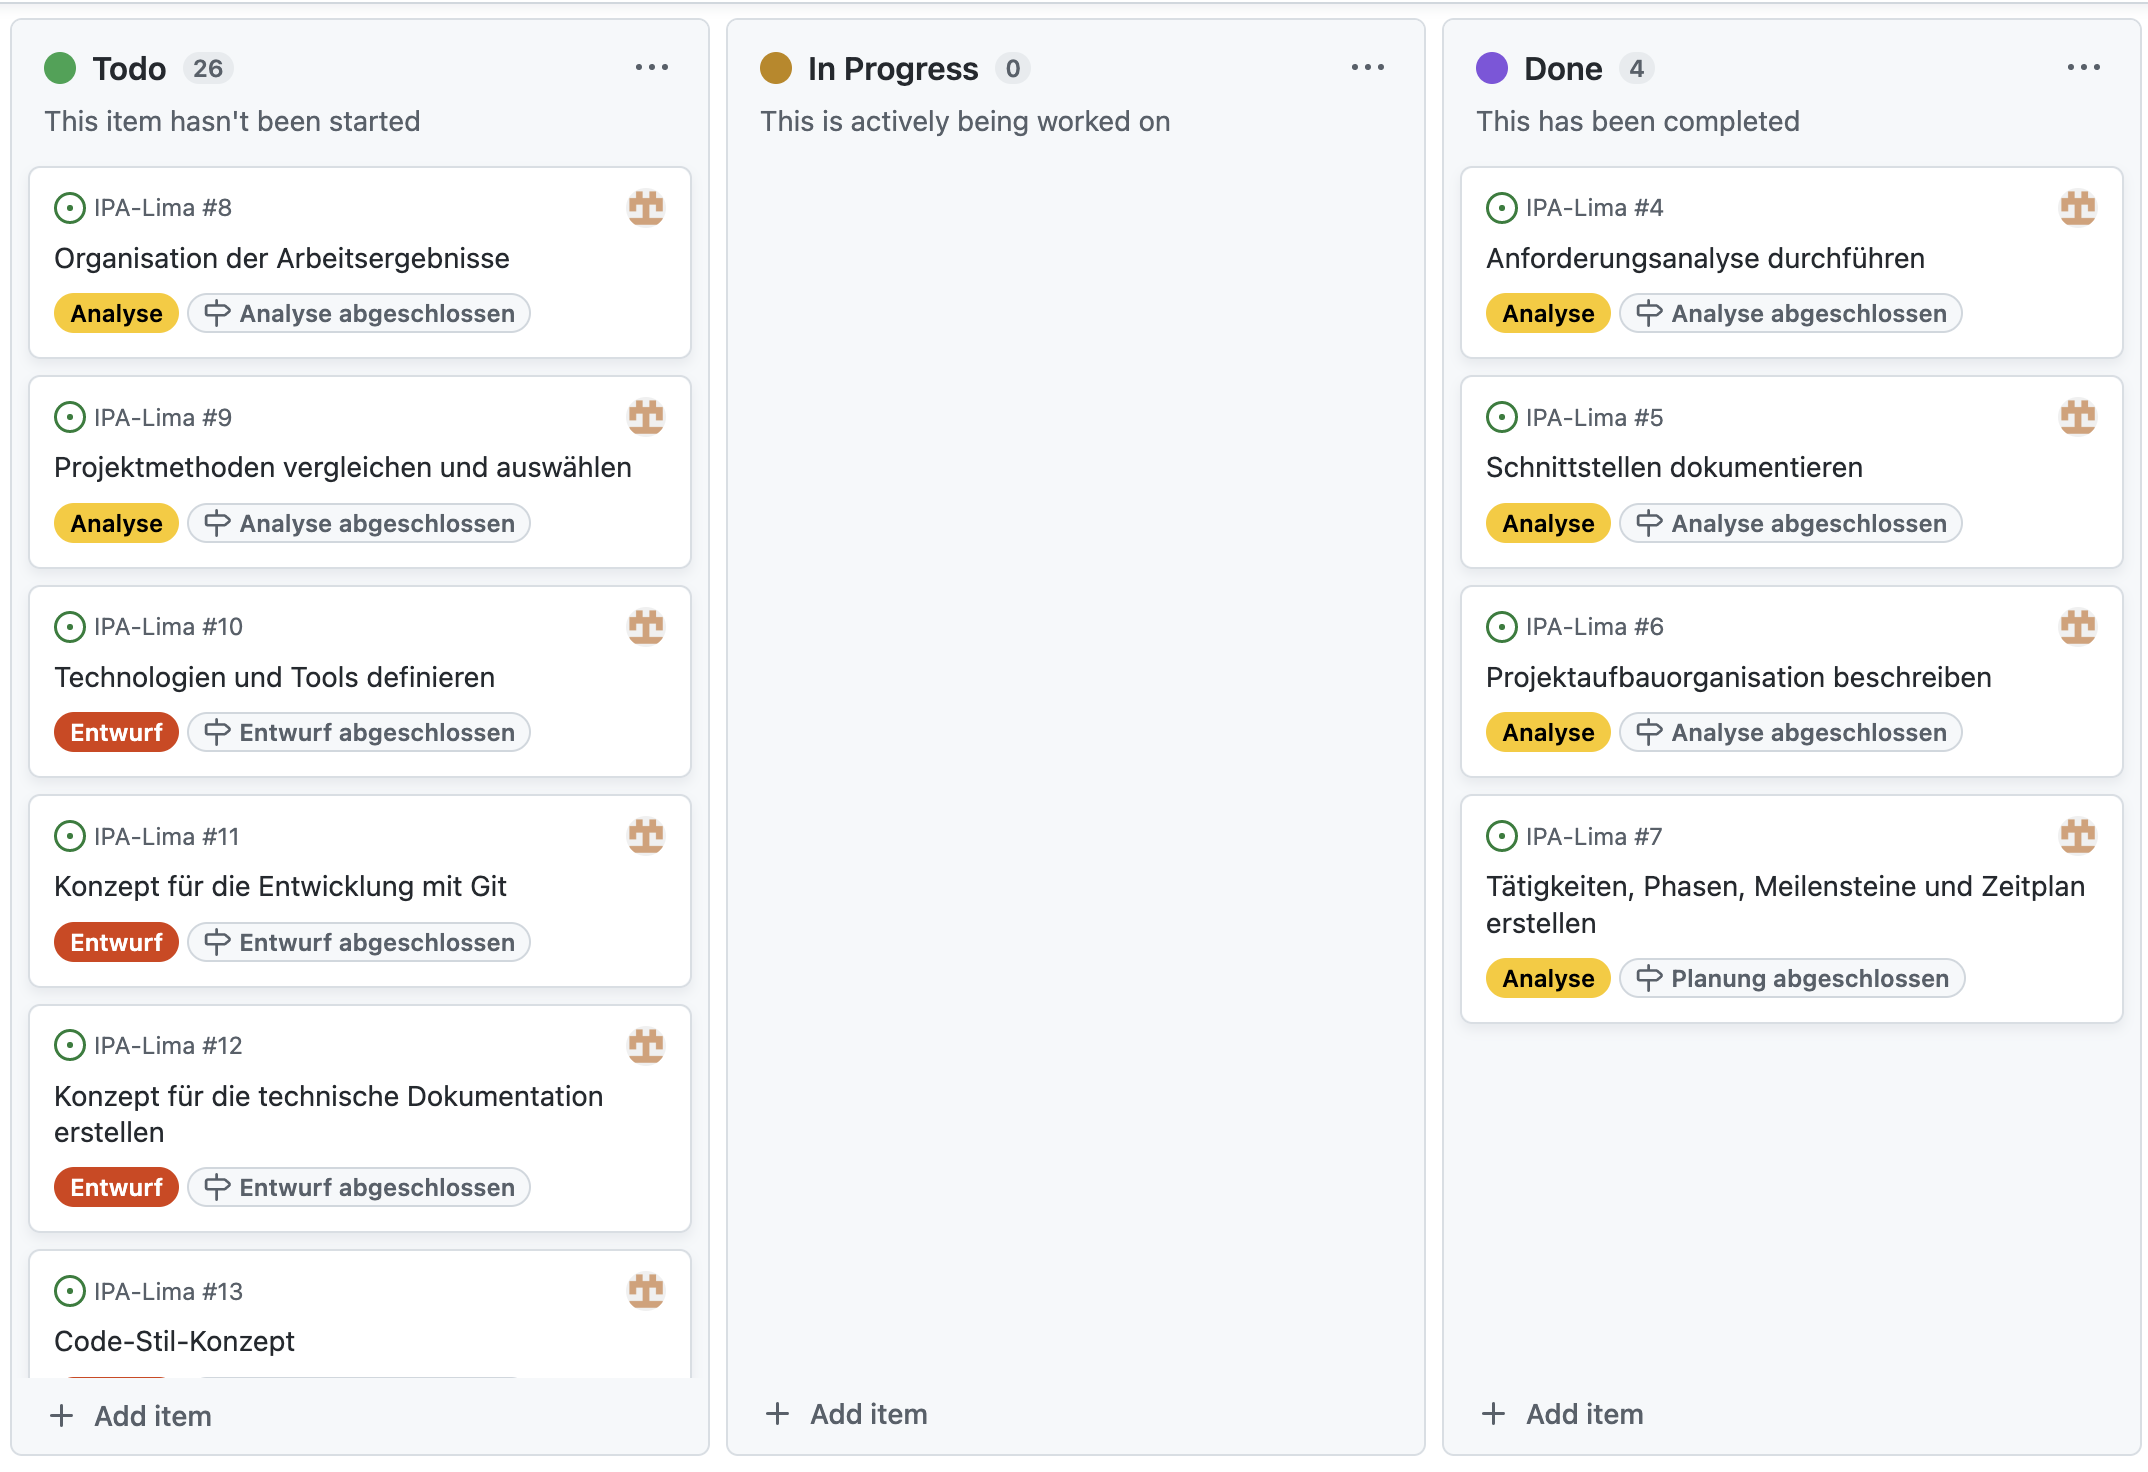 Todo 26
This item hasn't been started
IPA-Lima #8
Organisation der Arbeitsergebnisse
Analyse Analyse abgeschlossen
IPA-Lima #9
Projektmethoden vergleichen und auswählen
Analyse Analyse abgeschlossen
IPA-Lima #10
Technologien und Tools definieren
Entwurf Entwurf abgeschlossen
IPA-Lima #11
Konzept für die Entwicklung mit Git
Entwurf Entwurf abgeschlossen
IPA-Lima #12
Konzept für die technische Dokumentation
erstellen
Entwurf Entwurf abgeschlossen
IPA-Lima #13
Code-Stil-Konzept
Add item
In Progress 0
This is actively being worked on
Add item
Done 4
This has been completed
IPA-Lima #4
Anforderungsanalyse durchführen
Analyse Analyse abgeschlossen
IPA-Lima #5
Schnittstellen dokumentieren
Analyse Analyse abgeschlossen
IPA-Lima #6
Projektaufbauorganisation beschreiben
Analyse Analyse abgeschlossen
IPA-Lima #7
Tätigkeiten, Phasen, Meilensteine und Zeitplan
erstellen
Analyse Planung abgeschlossen
Add item